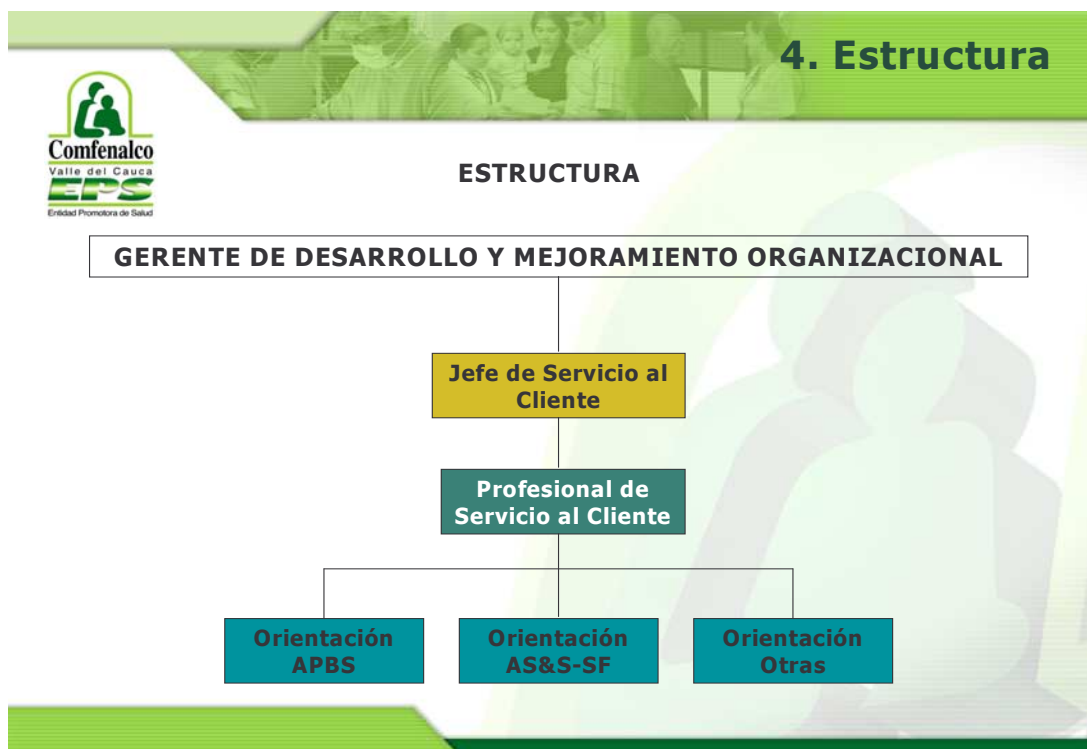 4. Estructura
Comfenalco
Valle del Cauca
EPS
Entidad Promotora de Salud
ESTRUCTURA
GERENTE DE DESARROLLO Y MEJORAMIENTO ORGANIZACIONAL
Jefe de Servicio al
Cliente
Profesional de
Servicio al Cliente
Orientación
APBS
Orientación
AS&S-SF
Orientación
Otras